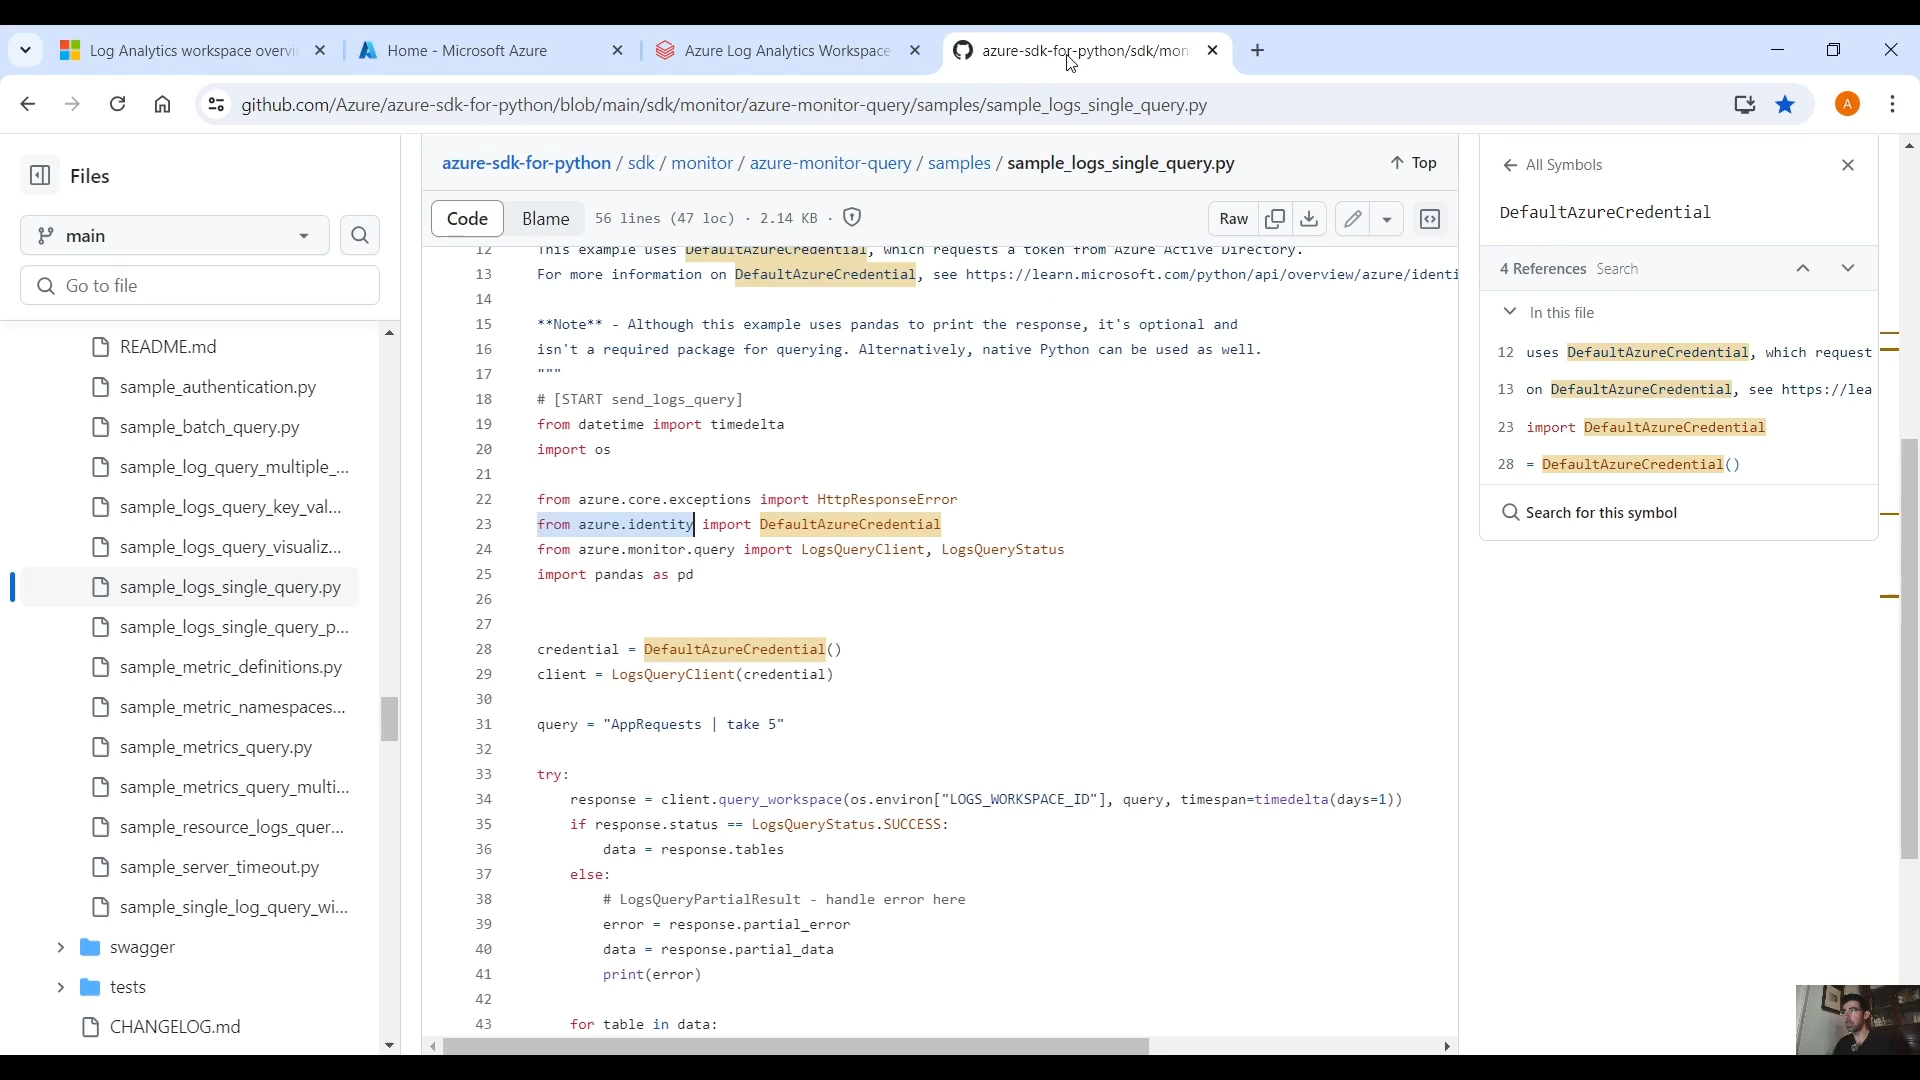 Log Analytics workspace overvi
Home - Microsoft Azure
Azure Log Analytics Workspace
azure-sdk-for-python/sdk/mon
github.com/Azure/azure-sdk-for-python/blob/main/sdk/monitor/azure-monitor-query/samples/sample_logs_single_query.py
A
Files
main
Go to file
README.md
sample_authentication.py
sample_batch_query.py
sample_log_query_multiple_...
sample_logs_query_key_val...
sample_logs_query_visualiz...
sample_logs_single_query.py
sample_logs_single_query_p...
sample_metric_definitions.py
sample_metric_namespaces...
sample_metrics_query.py
sample_metrics_query_multi...
sample_resource_logs_quer...
sample_server_timeout.py
sample_single_log_query_wi...
swagger
tests
CHANGELOG.md
azure-sdk-for-python / sdk / monitor / azure-monitor-query / samples / sample_logs_single_query.py
Top
Code Blame 56 lines (47 loc) · 2.14 KB ·
Raw
12 This example uses DefaultAzureCredential, which requests a token from Azure Active Directory.
13 For more information on DefaultAzureCredential, see https://learn.microsoft.com/python/api/overview/azure/identi
14
15 **Note** - Although this example uses pandas to print the response, it's optional and
16 isn't a required package for querying. Alternatively, native Python can be used as well.
17 """
18 # [START send_logs_query]
19 from datetime import timedelta
20 import os
21
22 from azure.core.exceptions import HttpResponseError
23 from azure.identity import DefaultAzureCredential
24 from azure.monitor.query import LogsQueryClient, LogsQueryStatus
25 import pandas as pd
26
27
28 credential = DefaultAzureCredential()
29 client = LogsQueryClient(credential)
30
31 query = "AppRequests | take 5"
32
33 try:
34 response = client.query_workspace(os.environ["LOGS_WORKSPACE_ID"], query, timespan=timedelta(days=1))
35 if response.status == LogsQueryStatus.SUCCESS:
36 data = response.tables
37 else:
38 # LogsQueryPartialResult - handle error here
39 error = response.partial_error
40 data = response.partial_data
41 print(error)
42
43 for table in data:
All Symbols
DefaultAzureCredential
4 References Search
In this file
12 uses DefaultAzureCredential, which request
13 on DefaultAzureCredential, see https://lea
23 import DefaultAzureCredential
28 = DefaultAzureCredential()
Search for this symbol